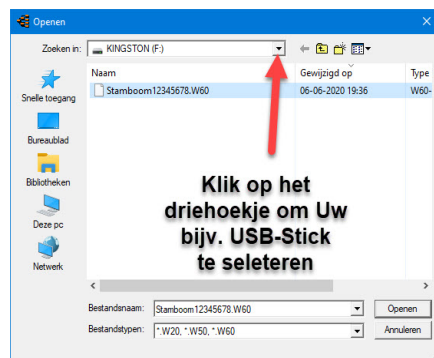 Openen
Zoeken in: KINGSTON (F:)
Naam Gewijzigd op Type
Stamboom12345678.W60 06-06-2020 19:36 W60-
Snelle toegang
Bureaublad
Bibliotheken
Deze pc
Netwerk
Klik op het
driehoekje om Uw
bijv. USB-Stick
te seleteren
Bestandsnaam: Stamboom12345678.W60 Openen
Bestandstypen: *.W20, *.W50, *.W60 Annuleren